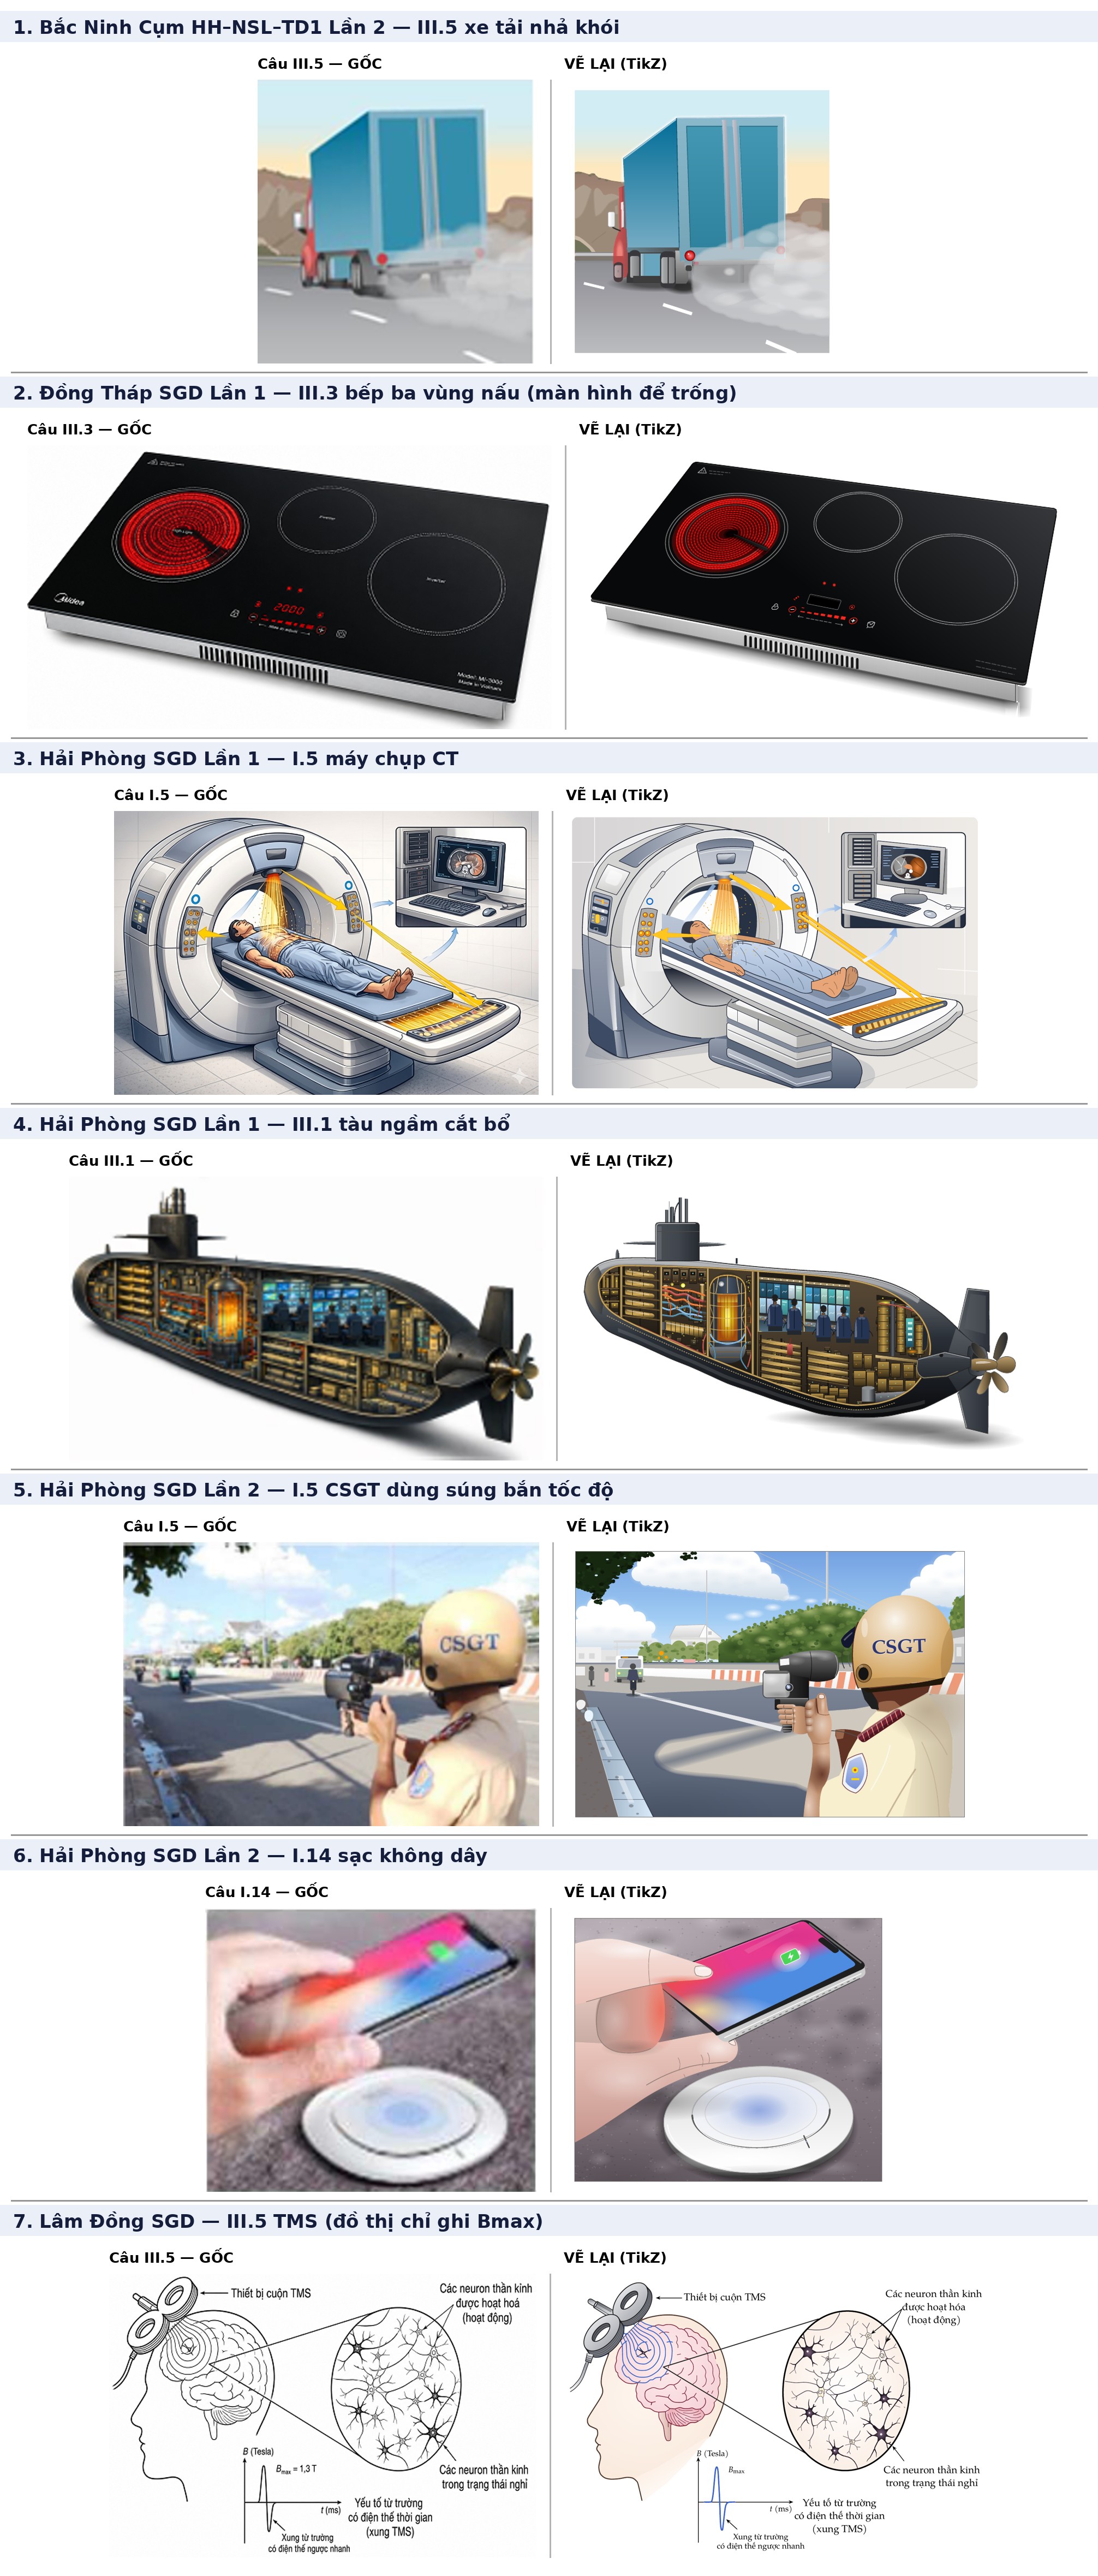 1. Bắc Ninh Cụm HH–NSL–TD1 Lần 2 — III.5 xe tải nhả khói
Câu III.5 — GỐC
VẼ LẠI (TikZ)
2. Đồng Tháp SGD Lần 1 — III.3 bếp ba vùng nấu (màn hình để trống)
Câu III.3 — GỐC
VẼ LẠI (TikZ)
Midea
20:00
Model: MI-3000
Made in Vietnam
3. Hải Phòng SGD Lần 1 — I.5 máy chụp CT
Câu I.5 — GỐC
VẼ LẠI (TikZ)
4. Hải Phòng SGD Lần 1 — III.1 tàu ngầm cắt bổ
Câu III.1 — GỐC
VẼ LẠI (TikZ)
5. Hải Phòng SGD Lần 2 — I.5 CSGT dùng súng bắn tốc độ
Câu I.5 — GỐC
VẼ LẠI (TikZ)
CSGT
CSGT
6. Hải Phòng SGD Lần 2 — I.14 sạc không dây
Câu I.14 — GỐC
VẼ LẠI (TikZ)
7. Lâm Đồng SGD — III.5 TMS (đồ thị chỉ ghi Bmax)
Câu III.5 — GỐC
VẼ LẠI (TikZ)
Thiết bị cuộn TMS
Các neuron thần kinh
được hoạt hoá
(hoạt động)
B (Tesla)
Bmax = 1,3 T
t (ms)
Các neuron thần kinh
trong trạng thái nghỉ
Yếu tố từ trường
có điện thế thời gian
(xung TMS)
Xung từ trường
có điện thế ngược nhanh
Thiết bị cuộn TMS
Các neuron thần kinh
được hoạt hóa
(hoạt động)
B (Tesla)
Bmax
t (ms)
Các neuron thần kinh
trong trạng thái nghỉ
Yếu tố từ trường
có điện thế thời gian
(xung TMS)
Xung từ trường
có điện thế ngược nhanh